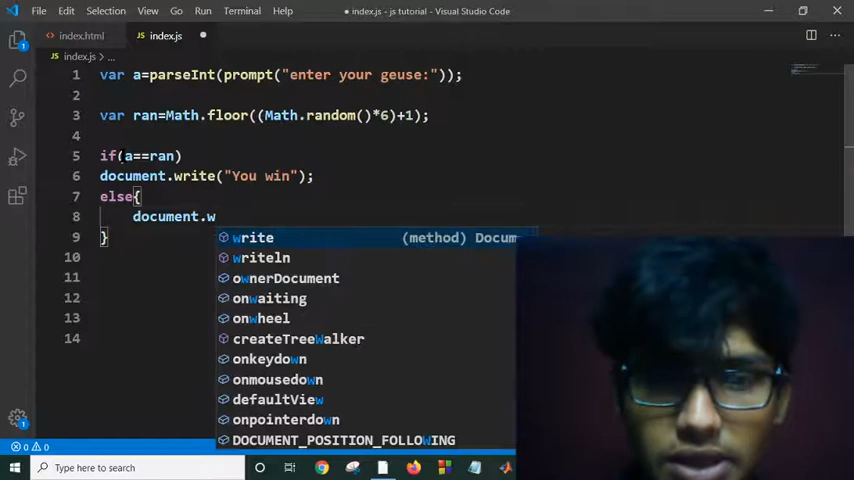 File Edit Selection View Go Run Terminal Help
● index.js - js tutorial - Visual Studio Code
index.html
JS index.js ●
JS index.js > ...
1 var a=parseInt(prompt("enter your geuse:"));
2
3 var ran=Math.floor((Math.random()*6)+1);
4
5 if(a==ran)
6 document.write("You win");
7 else{
8 document.w
9 }
write (method) Docum
10 writeln
11 ownerDocument
12 onwaiting
13 onwheel
14 createTreeWalker
onkeydown
onmousedown
defaultView
onpointerdown
DOCUMENT_POSITION_FOLLOWING
0 0
Type here to search